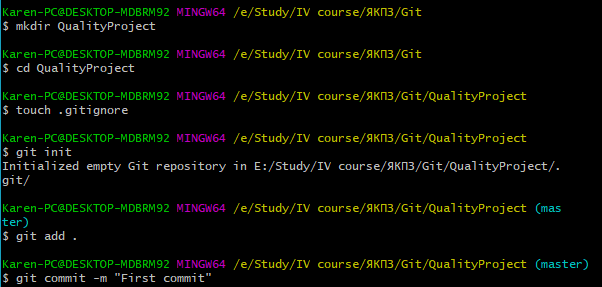 Karen-PC@DESKTOP-MDBRM92 MINGW64 /e/Study/IV course/ЯКПЗ/Git
$ mkdir QualityProject
Karen-PC@DESKTOP-MDBRM92 MINGW64 /e/Study/IV course/ЯКПЗ/Git
$ cd QualityProject
Karen-PC@DESKTOP-MDBRM92 MINGW64 /e/Study/IV course/ЯКПЗ/Git/QualityProject
$ touch .gitignore
Karen-PC@DESKTOP-MDBRM92 MINGW64 /e/Study/IV course/ЯКПЗ/Git/QualityProject
$ git init
Initialized empty Git repository in E:/Study/IV course/ЯКПЗ/Git/QualityProject/.
git/
Karen-PC@DESKTOP-MDBRM92 MINGW64 /e/Study/IV course/ЯКПЗ/Git/QualityProject (mas
ter)
$ git add .
Karen-PC@DESKTOP-MDBRM92 MINGW64 /e/Study/IV course/ЯКПЗ/Git/QualityProject (master)
$ git commit -m "First commit"